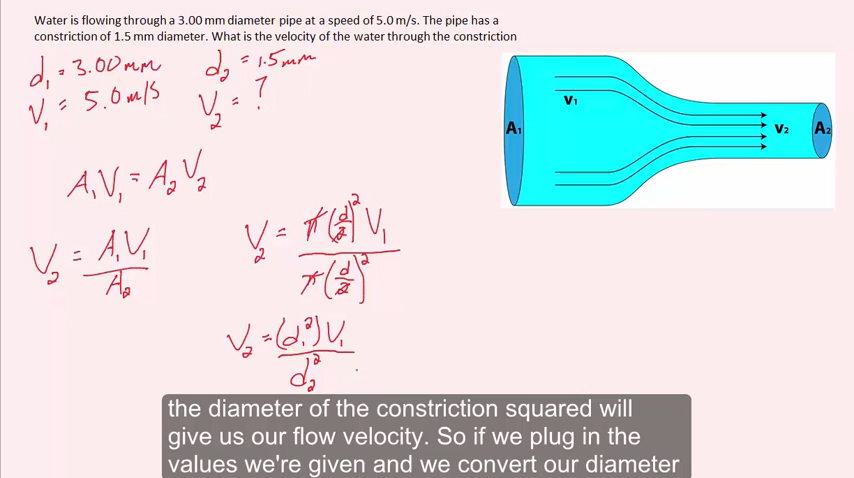 Water is flowing through a 3.00 mm diameter pipe at a speed of 5.0 m/s. The pipe has a
constriction of 1.5 mm diameter. What is the velocity of the water through the constriction
d₁ = 3.00 mm
d₂ = 1.5 mm
V₁ = 5.0 m/s
V₂ = ?
A₁V₁ = A₂V₂
V₂ = A₁V₁ / A₂
V₂ = π(d/2)² V₁ / π(d/2)²
V₂ = (d₁²) V₁ / d₂²
A₁
v₁
v₂
A₂
the diameter of the constriction squared will
give us our flow velocity. So if we plug in the
values we're given and we convert our diameter